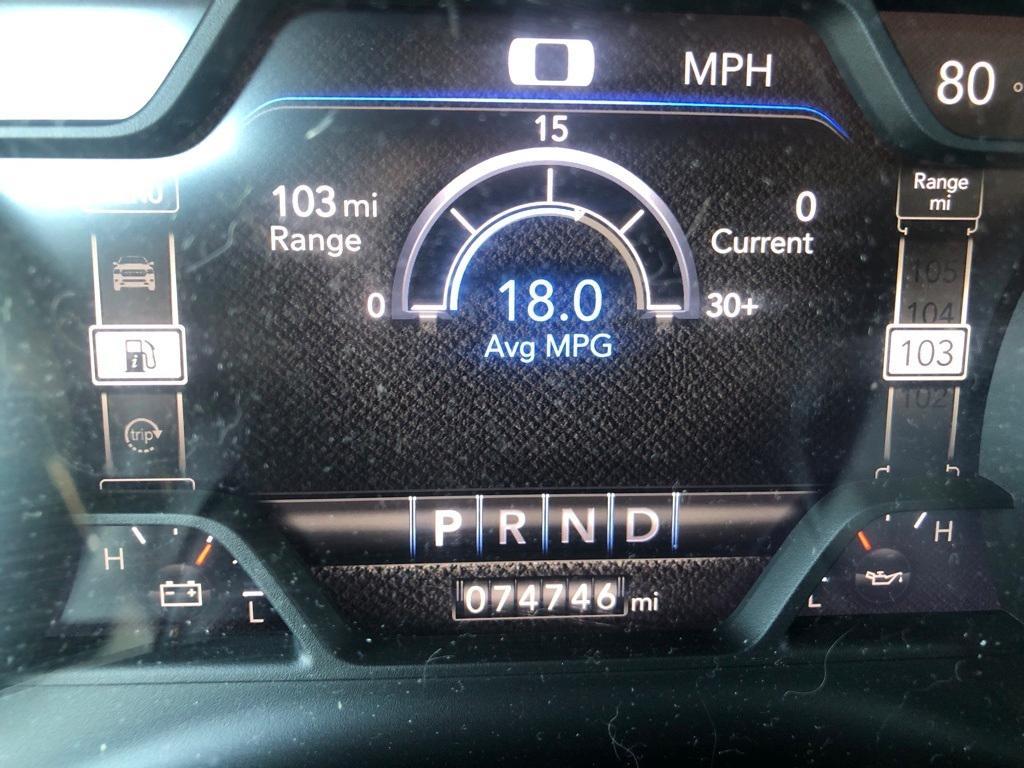 MPH
80
15
103 mi
Range
0
Current
Range
mi
105
104
103
102
0
18.0
30+
Avg MPG
i
trip
P R N D
H
L
H
L
074746 mi